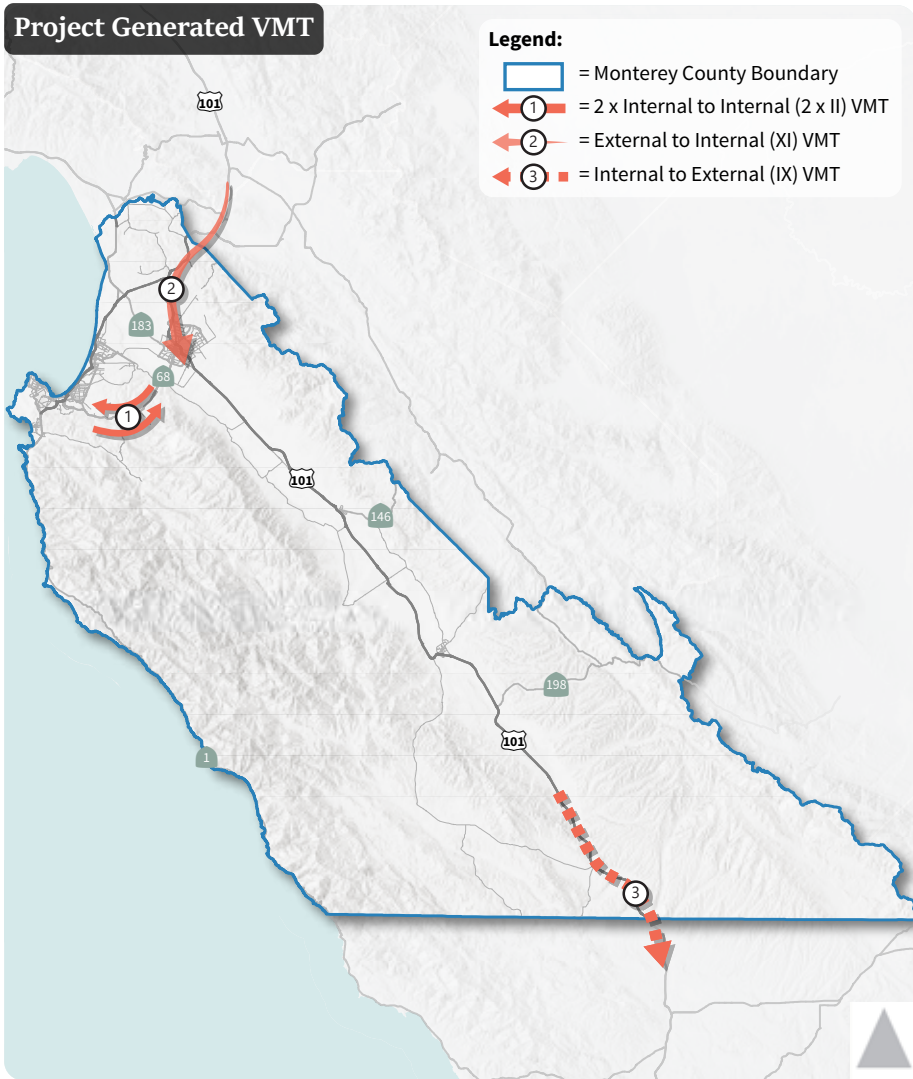 Project Generated VMT
Legend:
= Monterey County Boundary
1 = 2 x Internal to Internal (2 x II) VMT
2 = External to Internal (XI) VMT
3 = Internal to External (IX) VMT
101
2
183
68
1
101
146
198
101
1
3